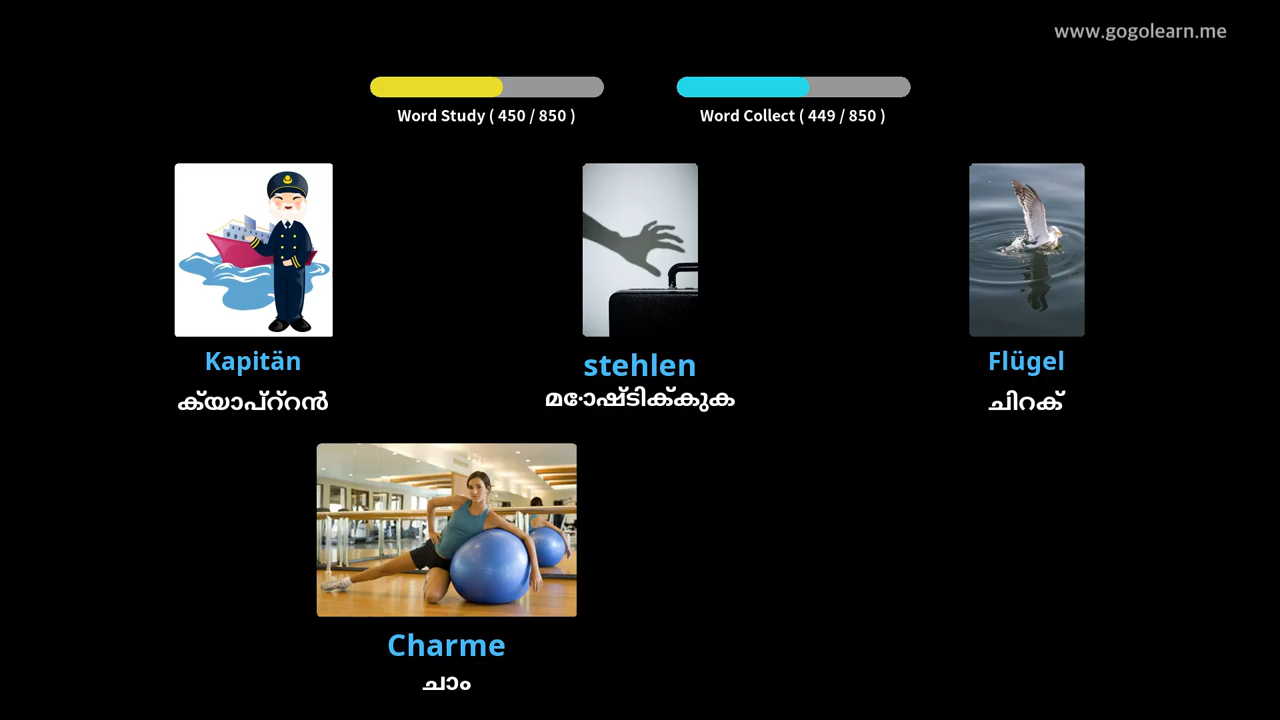 www.gogolearn.me
Word Study ( 450 / 850 )
Word Collect ( 449 / 850 )
Kapitän
ക്യാപ്റ്റൻ
stehlen
മോഷ്ടിക്കുക
Flügel
ചിറക്
Charme
ചാം